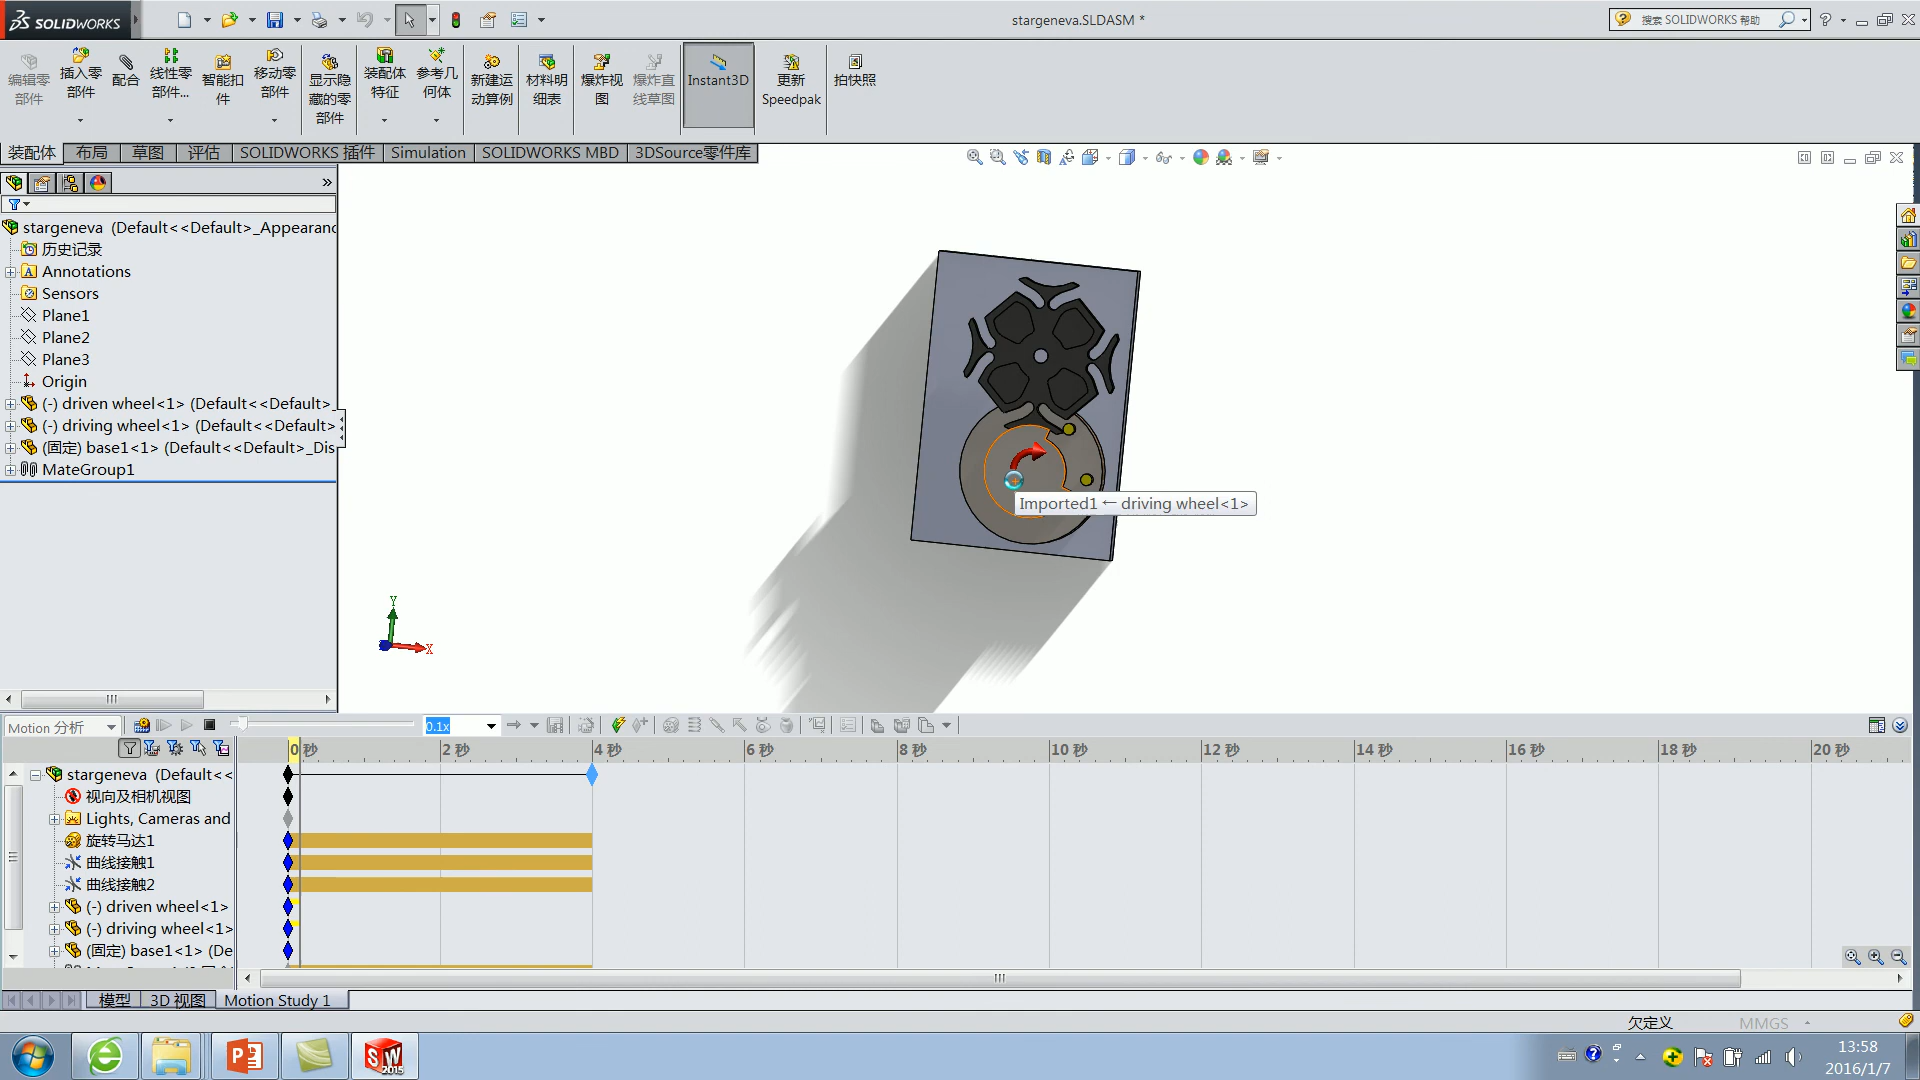 SOLIDWORKS
stargeneva.SLDASM *
搜索 SOLIDWORKS 帮助
编辑零
部件
插入零
部件
配合
线性零
部件...
智能扣
件
移动零
部件
显示隐
藏的零
部件
装配体
特征
参考几
何体
新建运
动算例
材料明
细表
爆炸视
图
爆炸直
线草图
Instant3D
更新
Speedpak
拍快照
装配体 布局 草图 评估 SOLIDWORKS 插件 Simulation SOLIDWORKS MBD 3DSource零件库
stargeneva (Default<<Default>_Appearanc
历史记录
Annotations
Sensors
Plane1
Plane2
Plane3
Origin
(-) driven wheel<1> (Default<<Default>_
(-) driving wheel<1> (Default<<Default>
(固定) base1<1> (Default<<Default>_Dis
MateGroup1
Imported1 ← driving wheel<1>
Y
X
Motion 分析
0.1x
0 秒 2 秒 4 秒 6 秒 8 秒 10 秒 12 秒 14 秒 16 秒 18 秒 20 秒
stargeneva (Default<<
视向及相机视图
Lights, Cameras and
旋转马达1
曲线接触1
曲线接触2
(-) driven wheel<1>
(-) driving wheel<1>
(固定) base1<1> (De
模型 3D 视图 Motion Study 1
欠定义
MMGS
SW
2015
13:58
2016/1/7